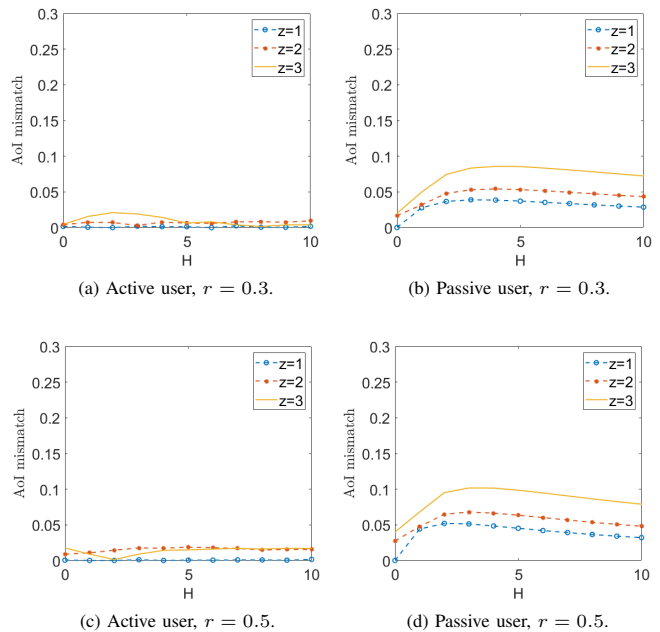 0.3
0.25
0.2
0.15
0.1
0.05
0
AoI mismatch
0 5 10
H
z=1
z=2
z=3
(a) Active user, r = 0.3.
0.3
0.25
0.2
0.15
0.1
0.05
0
AoI mismatch
0 5 10
H
z=1
z=2
z=3
(b) Passive user, r = 0.3.
0.3
0.25
0.2
0.15
0.1
0.05
0
AoI mismatch
0 5 10
H
z=1
z=2
z=3
(c) Active user, r = 0.5.
0.3
0.25
0.2
0.15
0.1
0.05
0
AoI mismatch
0 5 10
H
z=1
z=2
z=3
(d) Passive user, r = 0.5.